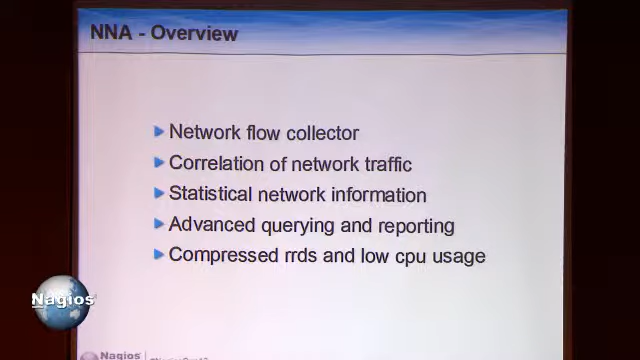 NNA - Overview
Network flow collector
Correlation of network traffic
Statistical network information
Advanced querying and reporting
Compressed rrds and low cpu usage
Nagios
Nagios